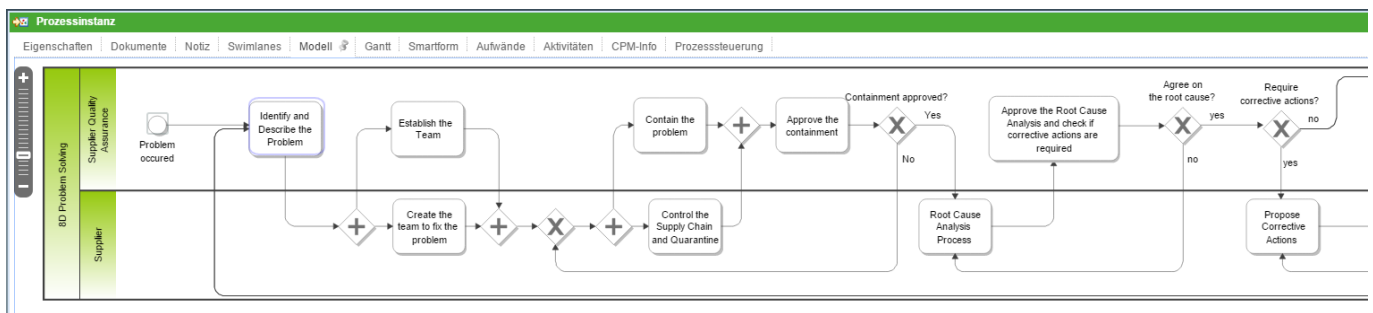 Prozessinstanz
Eigenschaften Dokumente Notiz Swimlanes Modell Gantt Smartform Aufwände Aktivitäten CPM-Info Prozesssteuerung
8D Problem Solving
Supplier Quality
Assurance
Problem
occured
Identify and
Describe the
Problem
Establish the
Team
Contain the
problem
Approve the
containment
Containment approved?
Yes
No
Approve the Root Cause
Analysis and check if
corrective actions are
required
Agree on
the root cause?
yes
no
Require
corrective actions?
no
yes
Supplier
Create the
team to fix the
problem
Control the
Supply Chain
and Quarantine
Root Cause
Analysis
Process
Propose
Corrective
Actions